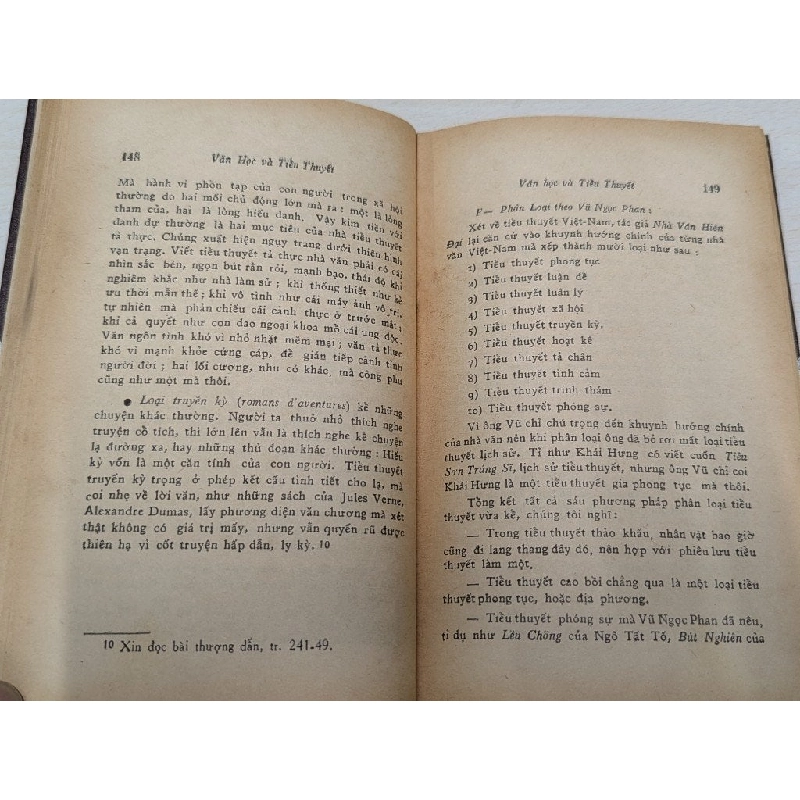 148 Văn Học và Tiểu Thuyết
Mà hành vi phồn tạp của con người trong xã hội
thường do hai mối chủ động lớn mà ra : một là lòng
tham của, hai là lòng hiếu danh. Vậy kim tiền với
danh dự thường là hai mục tiêu của nhà tiểu thuyết
tả thực. Chúng xuất hiện ngụy trang dưới thiên hình
vạn trạng. Viết tiểu thuyết tả thực nhà văn phải có cái
nhìn sắc bén, ngọn bút rắn rỏi, mạnh bạo, thái độ khi
nghiêm khắc như nhà làm sử ; khi thống thiết như kẻ
ưu thời mẫn thế ; khi vô tình như cái máy ảnh vô tri,
tự nhiên mà phản chiếu cái cảnh thực ở trước mắt ;
khi cả quyết như con dao ngoại khoa mổ cái ung độc.
Văn ngôn tình khó vì nhỏ nhặt mềm mại ; văn tả thực
khó vì mạnh khỏe cứng cáp, để gián tiếp cảnh tỉnh
người đời ; hai lối cương, nhu có khác, mà công phu
cũng như một mà thôi.
● Loại truyền kỳ (romans d'aventures) kể những
chuyện khác thường. Người ta thuở nhỏ thích nghe
truyện cổ tích, thì lớn lên vẫn là thích nghe kể chuyện
lạ đường xa, hay những thủ đoạn khác thường : Hiếu
kỳ vốn là một căn tính của con người. Tiểu thuyết
truyền kỳ trọng ở phép kết cấu tình tiết cho lạ, mà
coi nhẹ về lời văn, như những sách của Jules Verne,
Alexandre Dumas, lấy phương diện văn chương mà xét
thật không có giá trị mấy, nhưng vẫn quyến rũ được
thiên hạ vì cốt truyện hấp dẫn, ly kỳ. 10
10 Xin đọc bài thượng dẫn, tr. 241-49.
Văn học và Tiểu Thuyết 149
F — Phân Loại theo Vũ Ngọc Phan :
Xét về tiểu thuyết Việt-Nam, tác giả Nhà Văn Hiện
Đại lại căn cứ vào khuynh hướng chính của từng nhà
văn Việt-Nam mà xếp thành mười loại như sau :
1) Tiểu thuyết phong tục
2) Tiểu thuyết luận đề
3) Tiểu thuyết luân lý
4) Tiểu thuyết xã hội
5) Tiểu thuyết truyền kỳ.
6) Tiểu thuyết hoạt kê
7) Tiểu thuyết tả chân
8) Tiểu thuyết tình cảm
9) Tiểu thuyết trinh thám
10) Tiểu thuyết phóng sự.
Vì ông Vũ chỉ chú trọng đến khuynh hướng chính
của nhà văn nên khi phân loại ông đã bỏ rơi mất loại tiểu
thuyết lịch sử. Tỉ như Khái Hưng có viết cuốn Tiêu
Sơn Tráng Sĩ, lịch sử tiểu thuyết, nhưng ông Vũ chỉ coi
Khái Hưng là một tiểu thuyết gia phong tục mà thôi.
Tổng kết tất cả sáu phương pháp phân loại tiểu
thuyết vừa kể, chúng tôi nghĩ :
— Trong tiểu thuyết thảo khấu, nhân vật bao giờ
cũng đi lang thang đây đó, nên hợp với phiêu lưu tiểu
thuyết làm một.
— Tiểu thuyết cao bồi chẳng qua là một loại tiểu
thuyết phong tục, hoặc địa phương.
— Tiểu thuyết phóng sự mà Vũ Ngọc Phan đã nêu,
tỉ dụ như Lều Chõng của Ngô Tất Tố, Bút Nghiên của